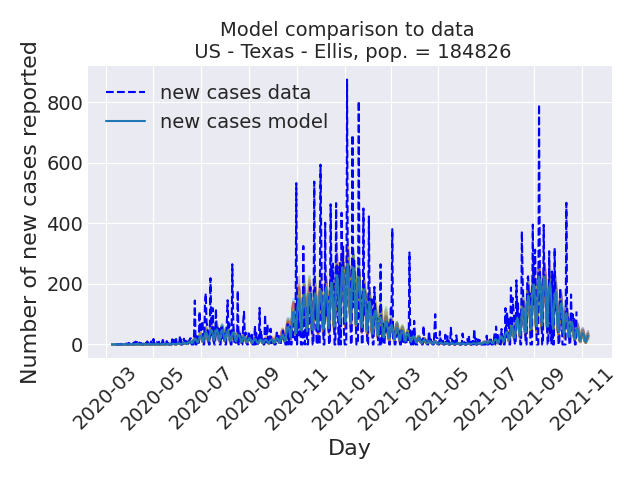 Model comparison to data
US - Texas - Ellis, pop. = 184826
Number of new cases reported
800
600
400
200
0
new cases data
new cases model
2020-03
2020-05
2020-07
2020-09
2020-11
2021-01
2021-03
2021-05
2021-07
2021-09
2021-11
Day